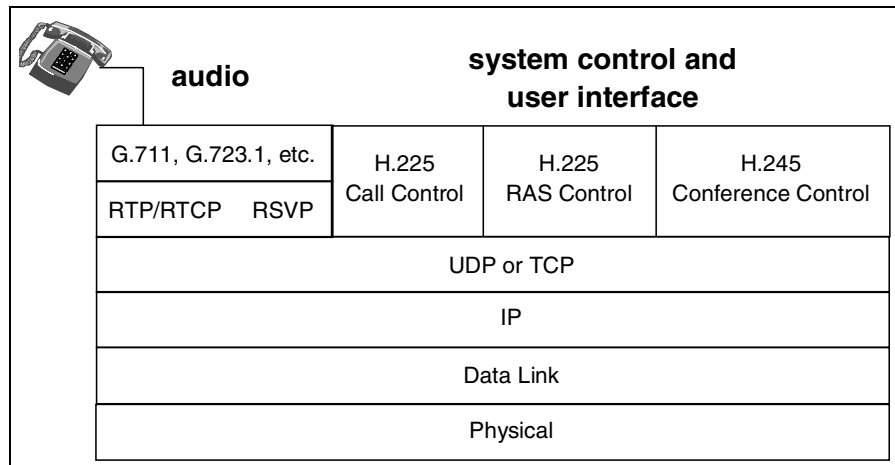 audio
system control and
user interface
G.711, G.723.1, etc.
RTP/RTCP RSVP
H.225
Call Control
H.225
RAS Control
H.245
Conference Control
UDP or TCP
IP
Data Link
Physical